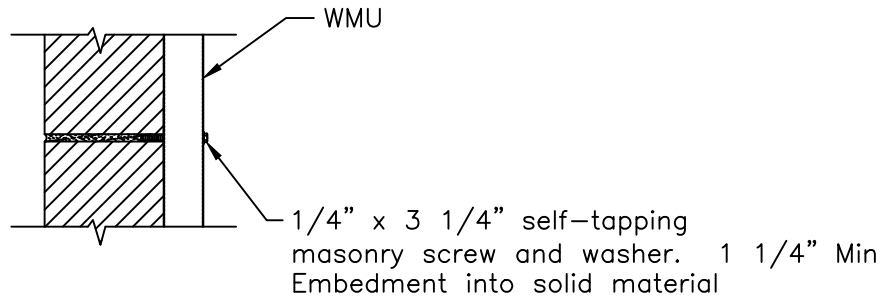 WMU
1/4" x 3 1/4" self-tapping
masonry screw and washer.  1 1/4" Min
Embedment into solid material